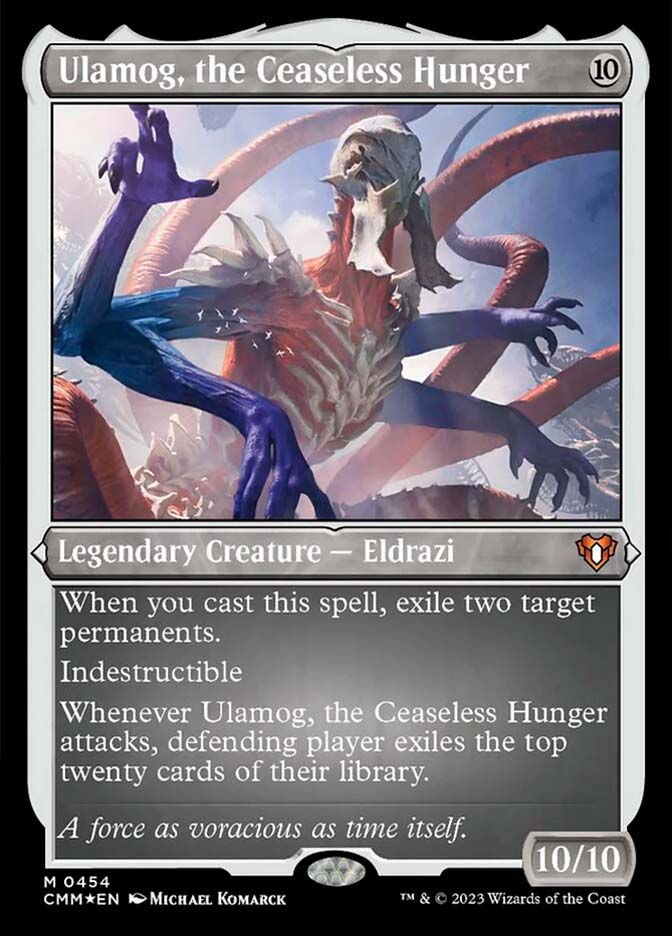 Ulamog, the Ceaseless Hunger 10
Legendary Creature — Eldrazi
When you cast this spell, exile two target
permanents.
Indestructible
Whenever Ulamog, the Ceaseless Hunger
attacks, defending player exiles the top
twenty cards of their library.
A force as voracious as time itself.
10/10
M 0454
CMM★EN Michael Komarck ™ & © 2023 Wizards of the Coast